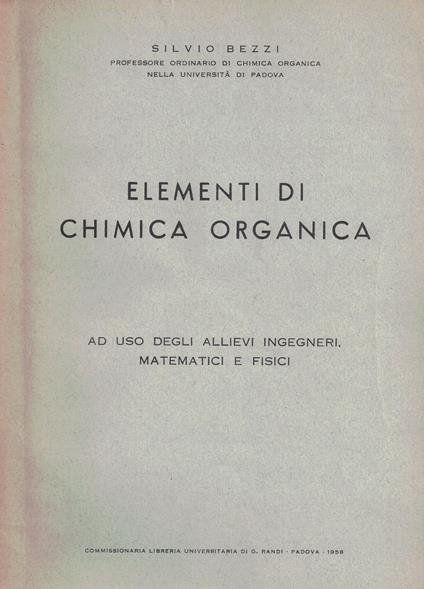 SILVIO BEZZI
PROFESSORE ORDINARIO DI CHIMICA ORGANICA
NELLA UNIVERSITÀ DI PADOVA
ELEMENTI DI
CHIMICA ORGANICA
AD USO DEGLI ALLIEVI INGEGNERI,
MATEMATICI E FISICI
COMMISSIONARIA LIBRERIA UNIVERSITARIA DI G. RANDI - PADOVA - 1958